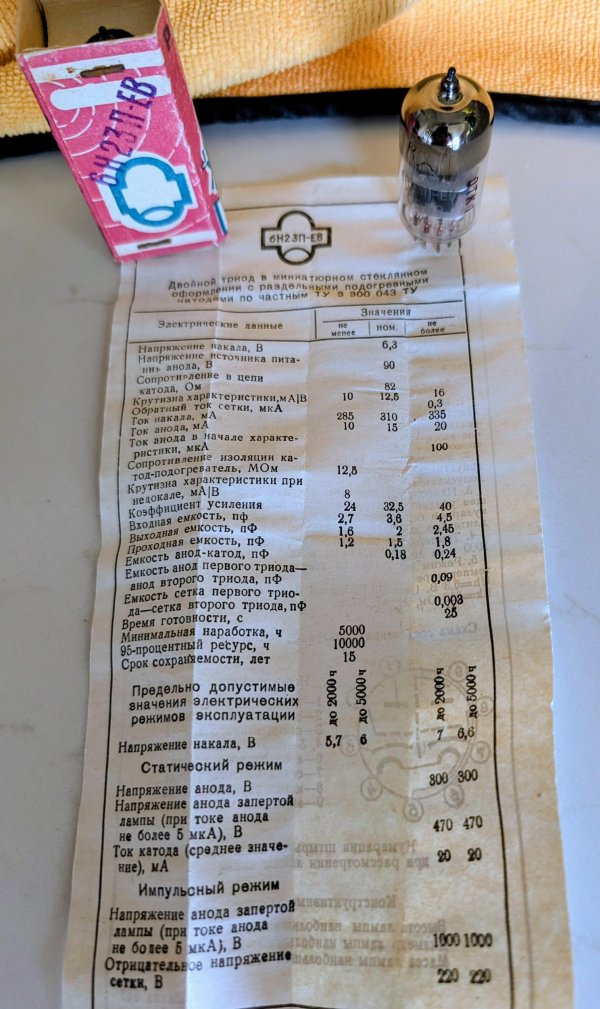 6Н23П-ЕВ
6Н23П-ЕВ
Двойной триод в миниатюрном стеклянном
оформлении с раздельными подогревными
катодами по частным ТУ 3 300 043 ТУ
Электрические данные
Значения
не менее
ном.
не более
Напряжение накала, В 6,3
Напряжение источника пита-
ния анода, В 90
Сопротивление в цепи
катода, Ом 82
Крутизна характеристики, мА|В 10 12,5 16
Обратный ток сетки, мкА 0,3
Ток накала, мА 285 310 335
Ток анода, мА 10 15 20
Ток анода в начале характе-
ристики, мкА 100
Сопротивление изоляции ка-
тод-подогреватель, МОм 12,5
Крутизна характеристики при
недокале, мА|В 8
Коэффициент усиления 24 32,5 40
Входная емкость, пф 2,7 3,6 4,5
Выходная емкость, пФ 1,6 2 2,45
Проходная емкость, пФ 1,2 1,5 1,8
Емкость анод-катод, пФ 0,18 0,24
Емкость анод первого триода—
анод второго триода, пФ 0,09
Емкость сетка первого трио-
да—сетка второго триода, пФ 0,003
Время готовности, с 25
Минимальная наработка, ч 5000
95-процентный ресурс, ч 10000
Срок сохраняемости, лет 15
Предельно допустимые
значения электрических
режимов эксплуатации
до 2000 ч
до 5000 ч
до 2000 ч
до 5000 ч
Напряжение накала, В 5,7 6 7 6,6
Статический режим
Напряжение анода, В 300 300
Напряжение анода запертой
лампы (при токе анода
не более 5 мкА), В 470 470
Ток катода (среднее значе-
ние), мА 20 20
Импульсный режим
Напряжение анода запертой
лампы (при токе анода
не более 5 мкА), В 1000 1000
Отрицательное напряжение
сетки, В 220 220